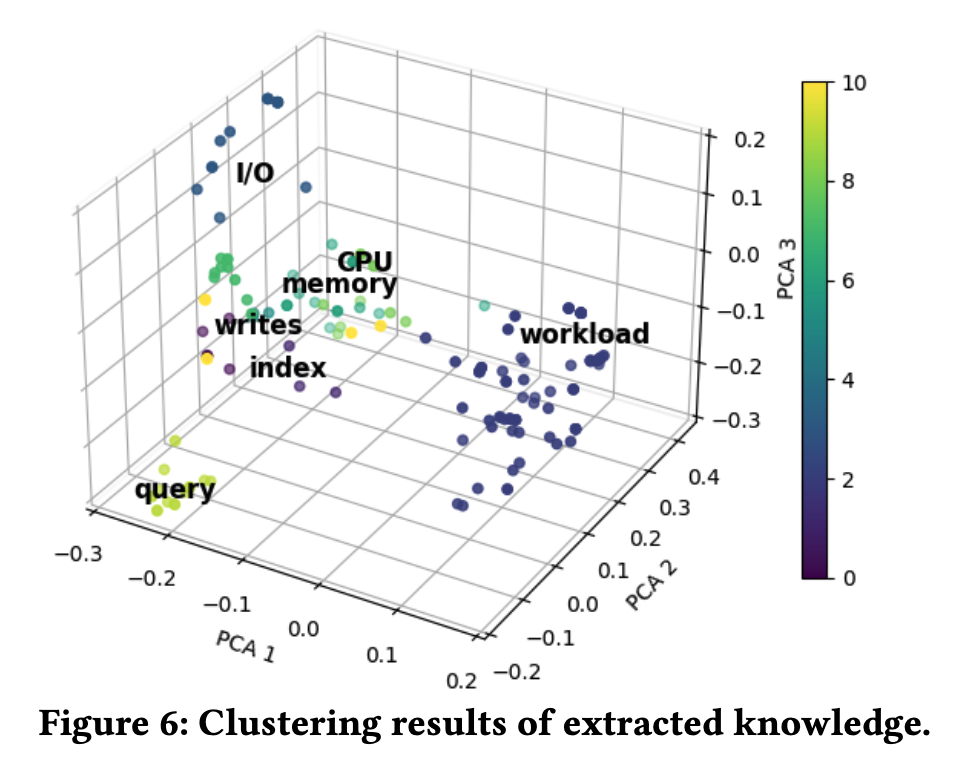 I/O
CPU
memory
writes
index
workload
query
0.2
0.1
0.0
−0.1
−0.2
−0.3
PCA 3
0.4
0.3
0.2
0.1
0.0
−0.1
−0.2
PCA 2
−0.3
−0.2
−0.1
0.0
0.1
0.2
PCA 1
10
8
6
4
2
0
Figure 6: Clustering results of extracted knowledge.